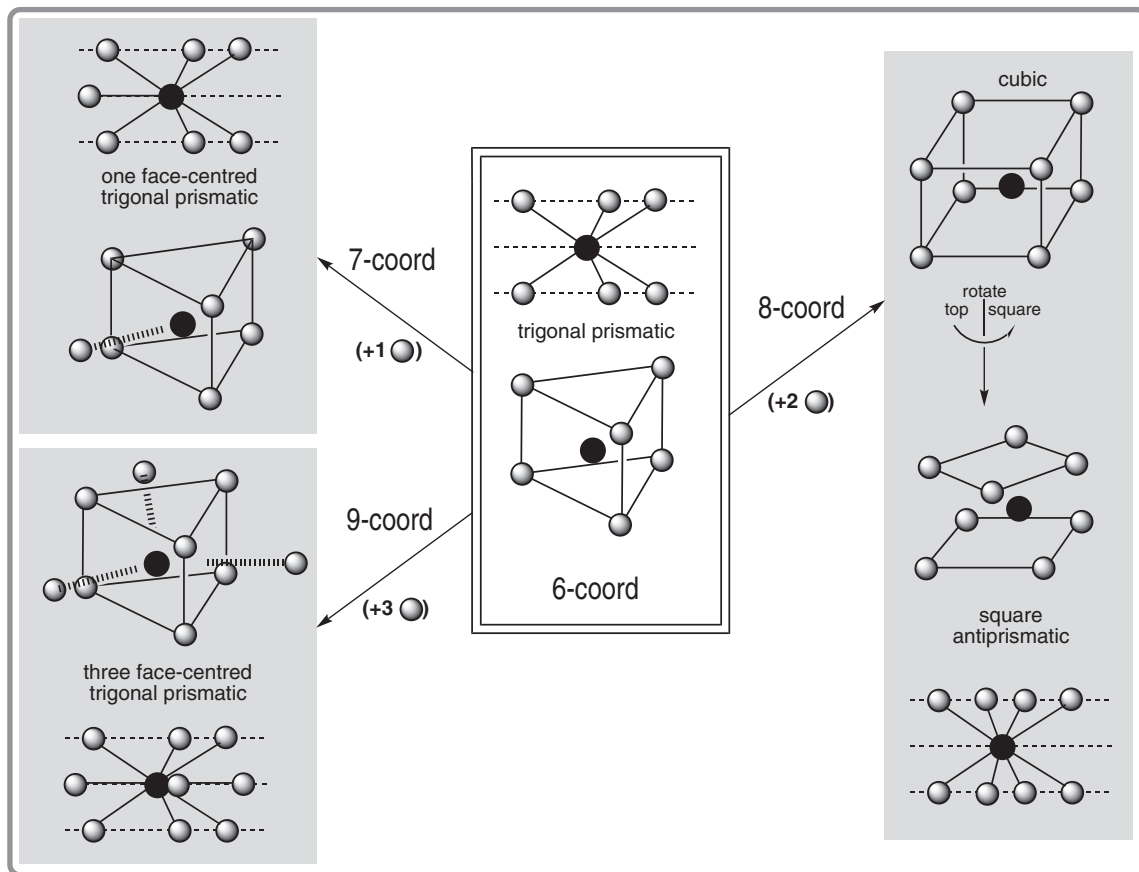 one face-centred
trigonal prismatic
7-coord
(+1 )
9-coord
(+3 )
three face-centred
trigonal prismatic
trigonal prismatic
6-coord
8-coord
(+2 )
cubic
rotate
top square
square
antiprismatic